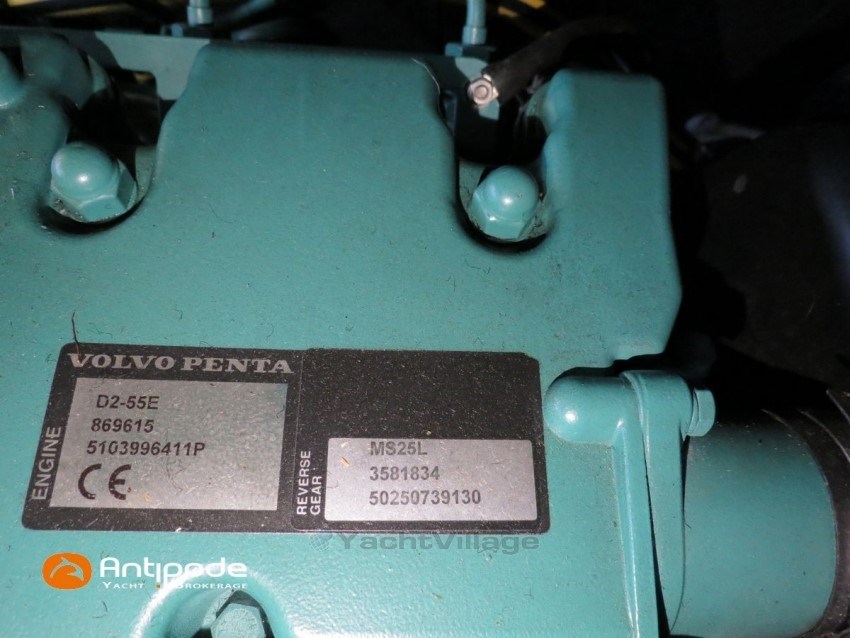 VOLVO PENTA
ENGINE
D2-55E
869615
5103996411P
CE
REVERSE
GEAR
MS25L
3581834
50250739130
YachtVillage
Antipode
YACHT BROKERAGE